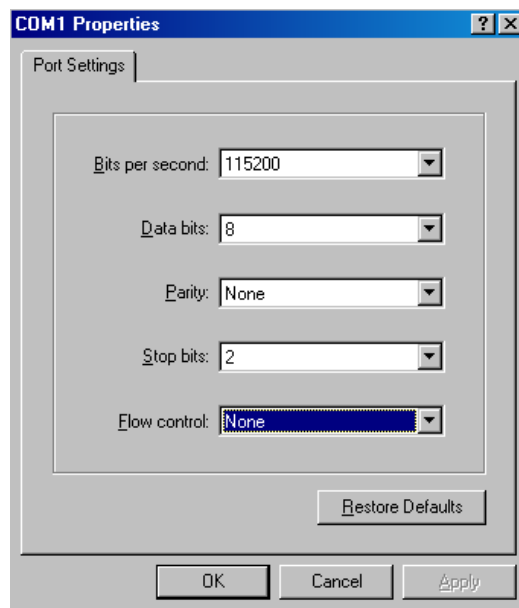 COM1 Properties
Port Settings
Bits per second: 115200
Data bits: 8
Parity: None
Stop bits: 2
Flow control: None
Restore Defaults
OK Cancel Apply